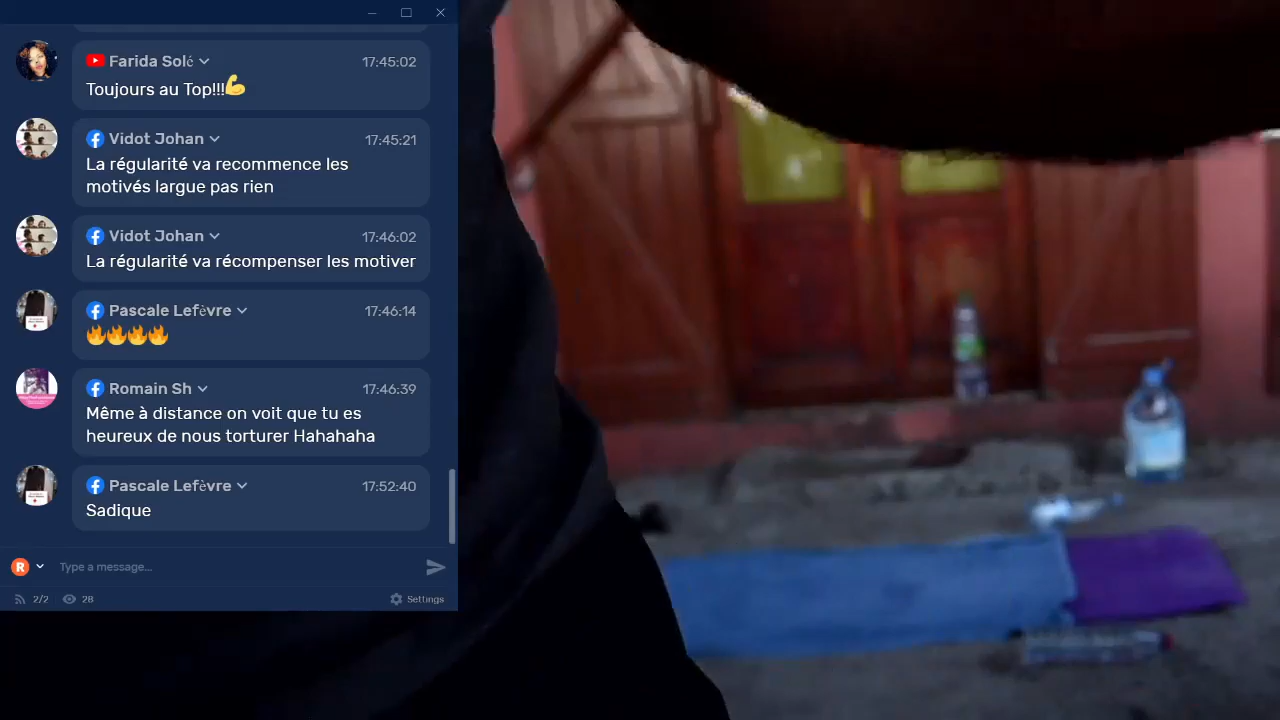 Farida Solé
17:45:02
Toujours au Top!!!💪
Vidot Johan
17:45:21
La régularité va recommence les
motivés largue pas rien
Vidot Johan
17:46:02
La régularité va récompenser les motiver
Pascale Lefèvre
17:46:14
🔥🔥🔥🔥
Romain Sh
17:46:39
Même à distance on voit que tu es
heureux de nous torturer Hahahaha
Pascale Lefèvre
17:52:40
Sadique
R
Type a message...
2/2
28
Settings